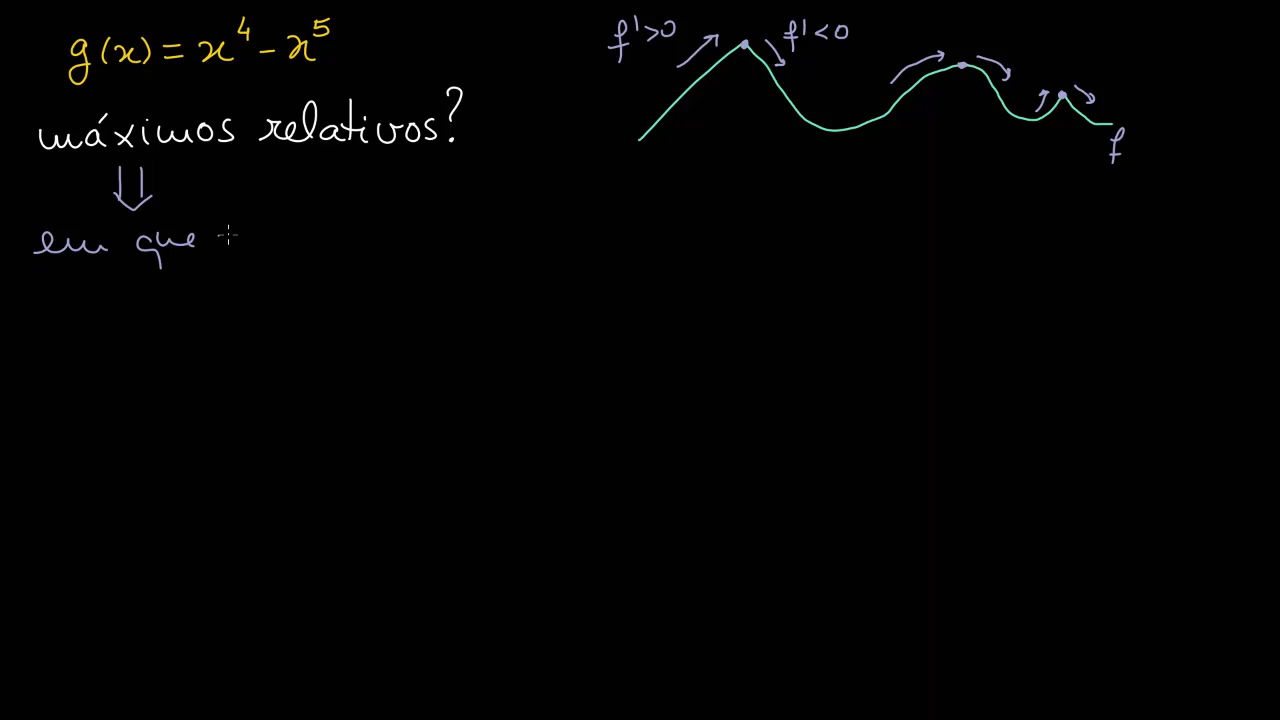 g(x) = x⁴ - x⁵
máximos relativos?
em que
f'>0
f'<0
f